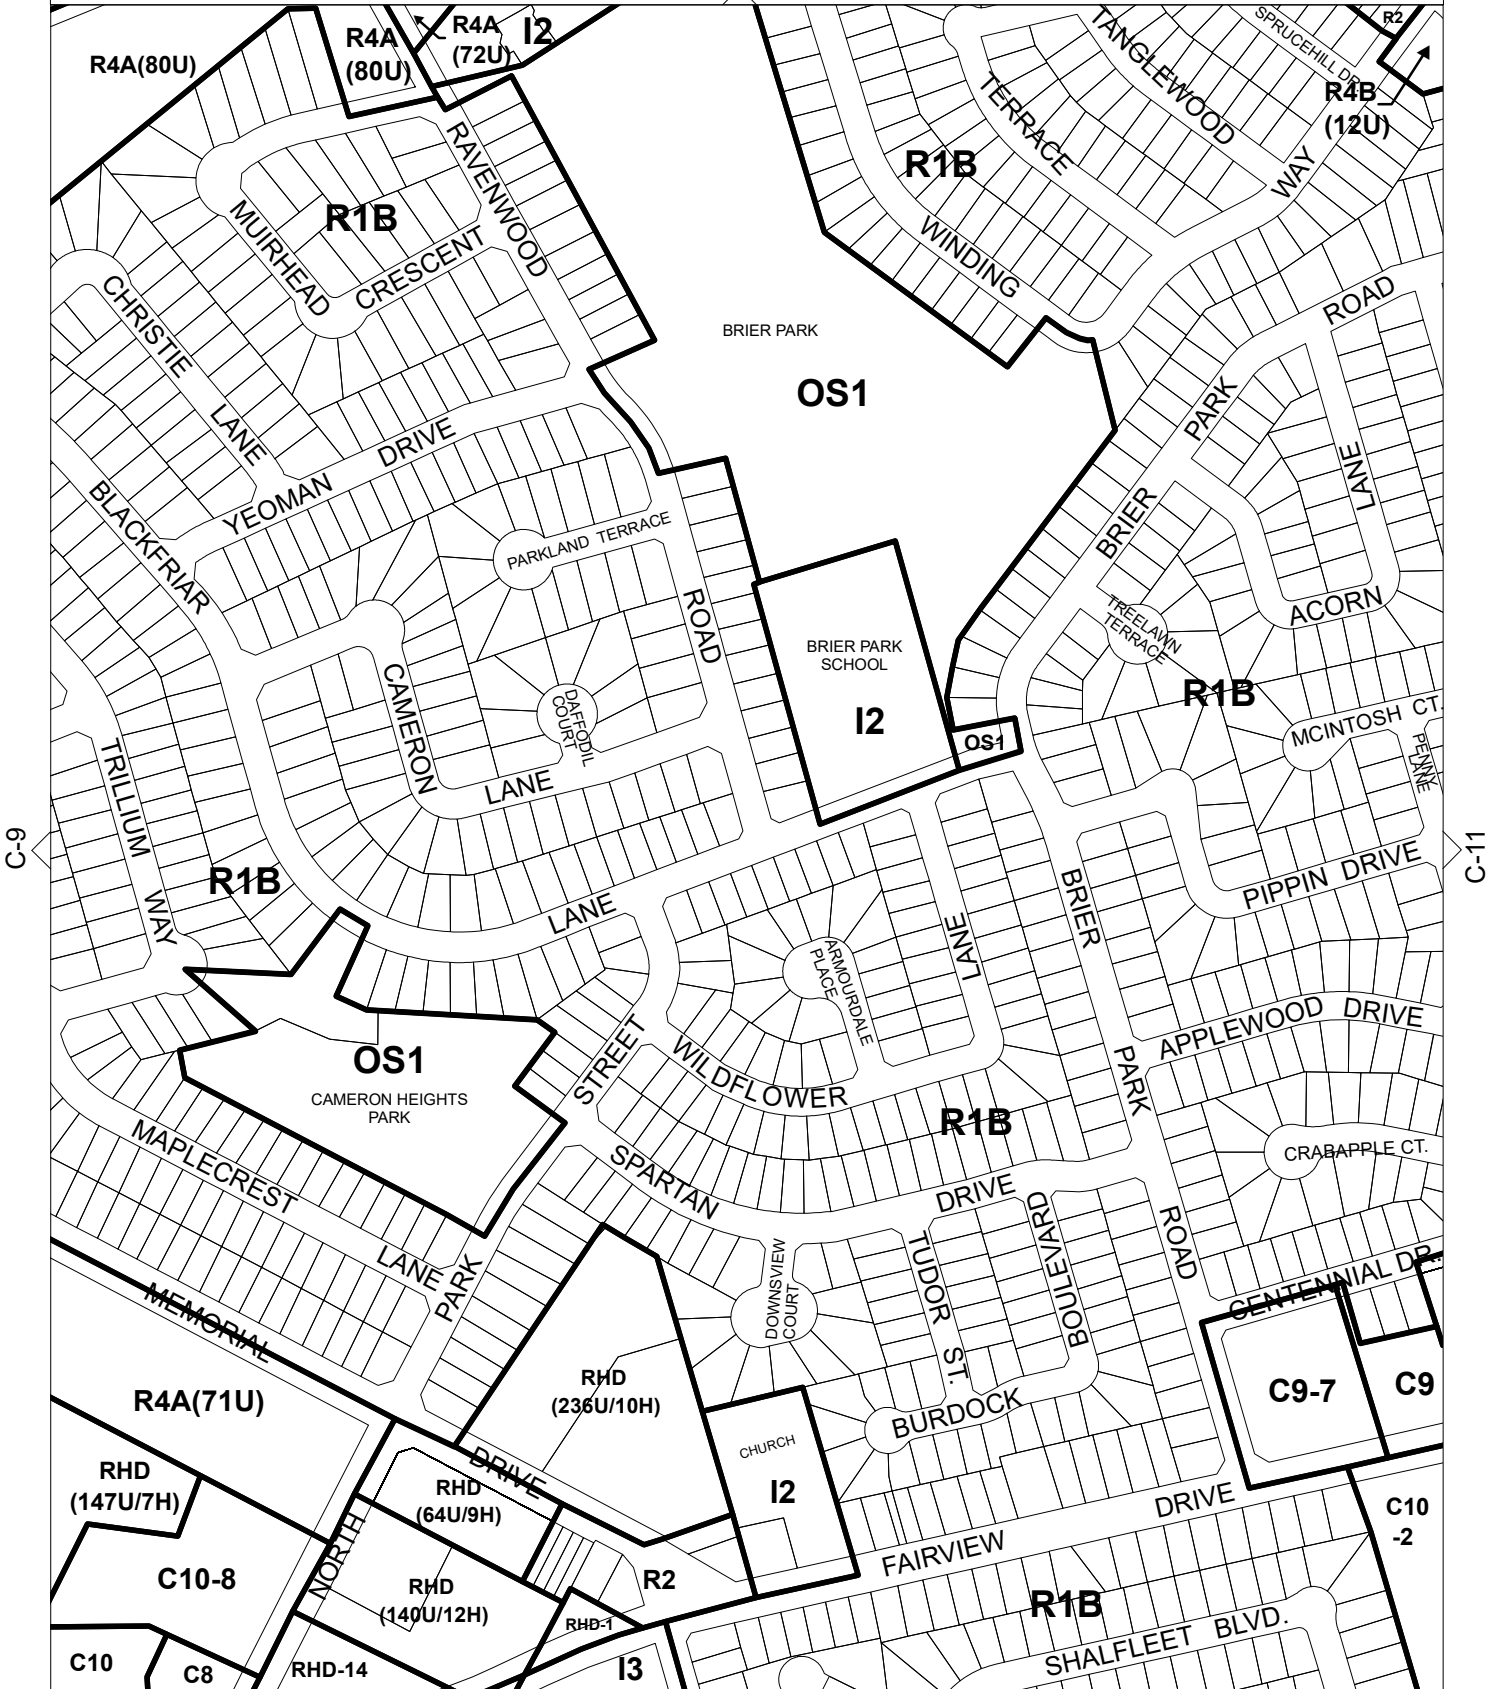 R4A(80U)
R4A
(80U)
R4A
(72U)
I2
R2
SPRUCEHILL DR.
TANGLEWOOD
R4B
(12U)
TERRACE
WAY
R1B
WINDING
RAVENWOOD
R1B
MUIRHEAD
CRESCENT
CHRISTIE
LANE
BRIER PARK
OS1
ROAD
PARK
BRIER
LANE
ACORN
YEOMAN DRIVE
BLACKFRIAR
PARKLAND TERRACE
ROAD
TREELAWN
TERRACE
BRIER PARK
SCHOOL
I2
OS1
R1B
MCINTOSH CT.
PENNY
LANE
CAMERON
LANE
DAFFODIL
COURT
TRILLIUM
WAY
C-9
C-11
R1B
LANE
BRIER
PARK
ROAD
PIPPIN DRIVE
LANE
ARMOURDALE
PLACE
WILDFLOWER
STREET
APPLEWOOD DRIVE
OS1
CAMERON HEIGHTS
PARK
R1B
CRABAPPLE CT.
MAPLECREST
LANE
SPARTAN
DRIVE
PARK
DOWNSVIEW
COURT
TUDOR
ST.
BOULEVARD
CENTENNIAL DR.
MEMORIAL
DRIVE
R4A(71U)
RHD
(236U/10H)
BURDOCK
C9-7
C9
CHURCH
I2
RHD
(147U/7H)
RHD
(64U/9H)
FAIRVIEW
DRIVE
C10
-2
C10-8
NORTH
RHD
(140U/12H)
R2
R1B
RHD-1
SHALFLEET BLVD.
C10
C8
RHD-14
I3